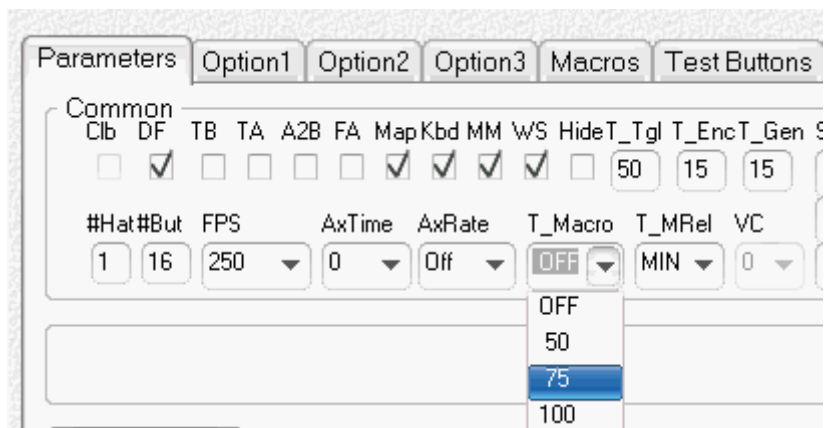 Parameters Option1 Option2 Option3 Macros Test Buttons
Common
Clb DF TB TA A2B FA Map Kbd MM WS Hide T_Tgl T_Enc T_Gen S
50 15 15
#Hat #But FPS AxTime AxRate T_Macro T_MRel VC
1 16 250 0 Off OFF MIN 0
OFF
50
75
100